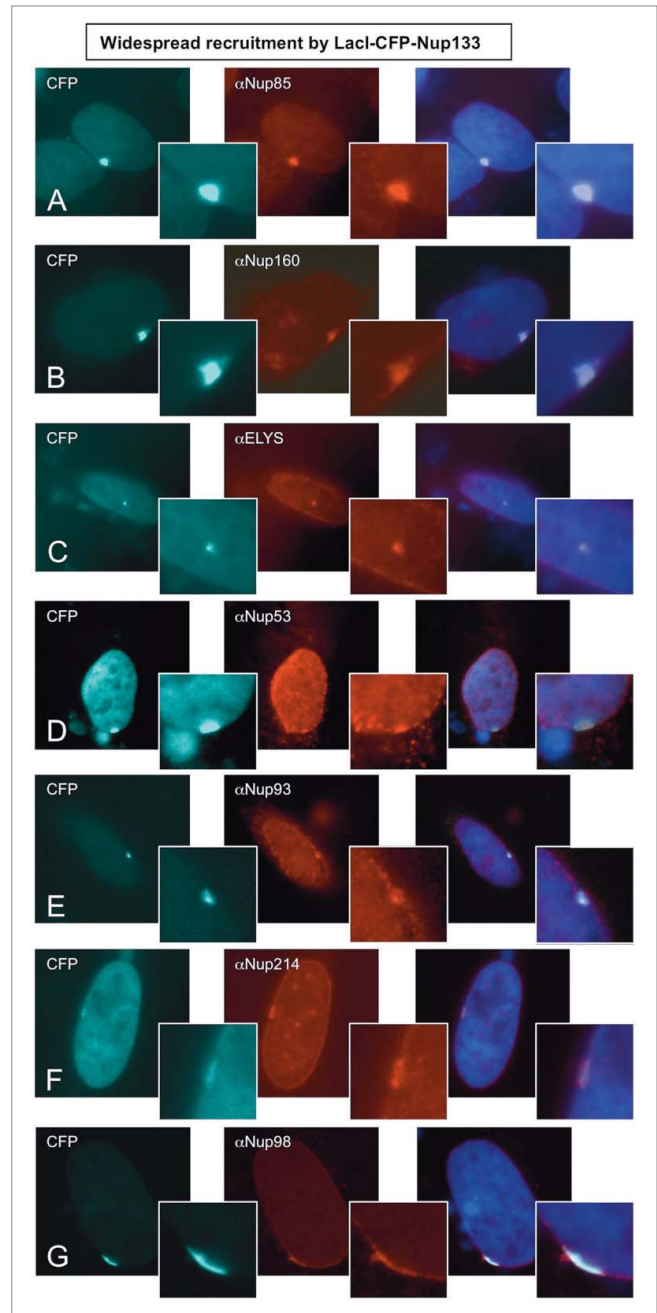 Widespread recruitment by LacI-CFP-Nup133
CFP αNup85
A
CFP αNup160
B
CFP αELYS
C
CFP αNup53
D
CFP αNup93
E
CFP αNup214
F
CFP αNup98
G